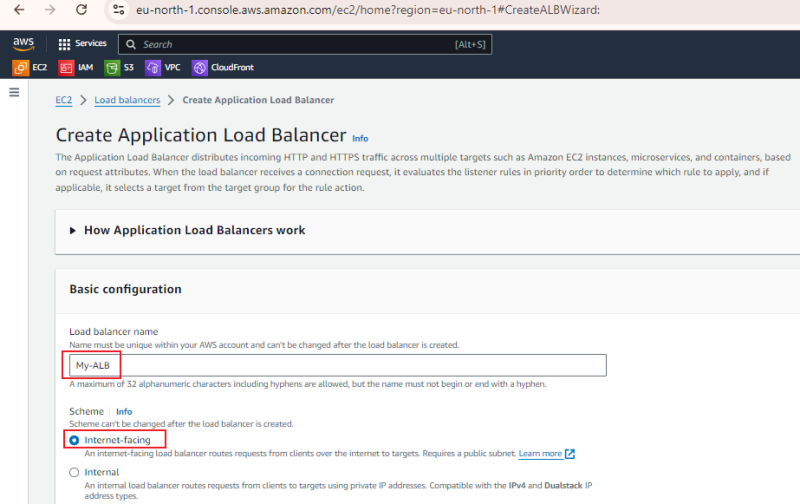 eu-north-1.console.aws.amazon.com/ec2/home?region=eu-north-1#CreateALBWizard:
aws Services Search [Alt+S]
EC2 IAM S3 VPC CloudFront
EC2 Load balancers Create Application Load Balancer
Create Application Load Balancer Info
The Application Load Balancer distributes incoming HTTP and HTTPS traffic across multiple targets such as Amazon EC2 instances, microservices, and containers, based
on request attributes. When the load balancer receives a connection request, it evaluates the listener rules in priority order to determine which rule to apply, and if
applicable, it selects a target from the target group for the rule action.
How Application Load Balancers work
Basic configuration
Load balancer name
Name must be unique within your AWS account and can't be changed after the load balancer is created.
My-ALB
A maximum of 32 alphanumeric characters including hyphens are allowed, but the name must not begin or end with a hyphen.
Scheme Info
Scheme can't be changed after the load balancer is created.
Internet-facing
An internet-facing load balancer routes requests from clients over the internet to targets. Requires a public subnet. Learn more
Internal
An internal load balancer routes requests from clients to targets using private IP addresses. Compatible with the IPv4 and Dualstack IP
address types.